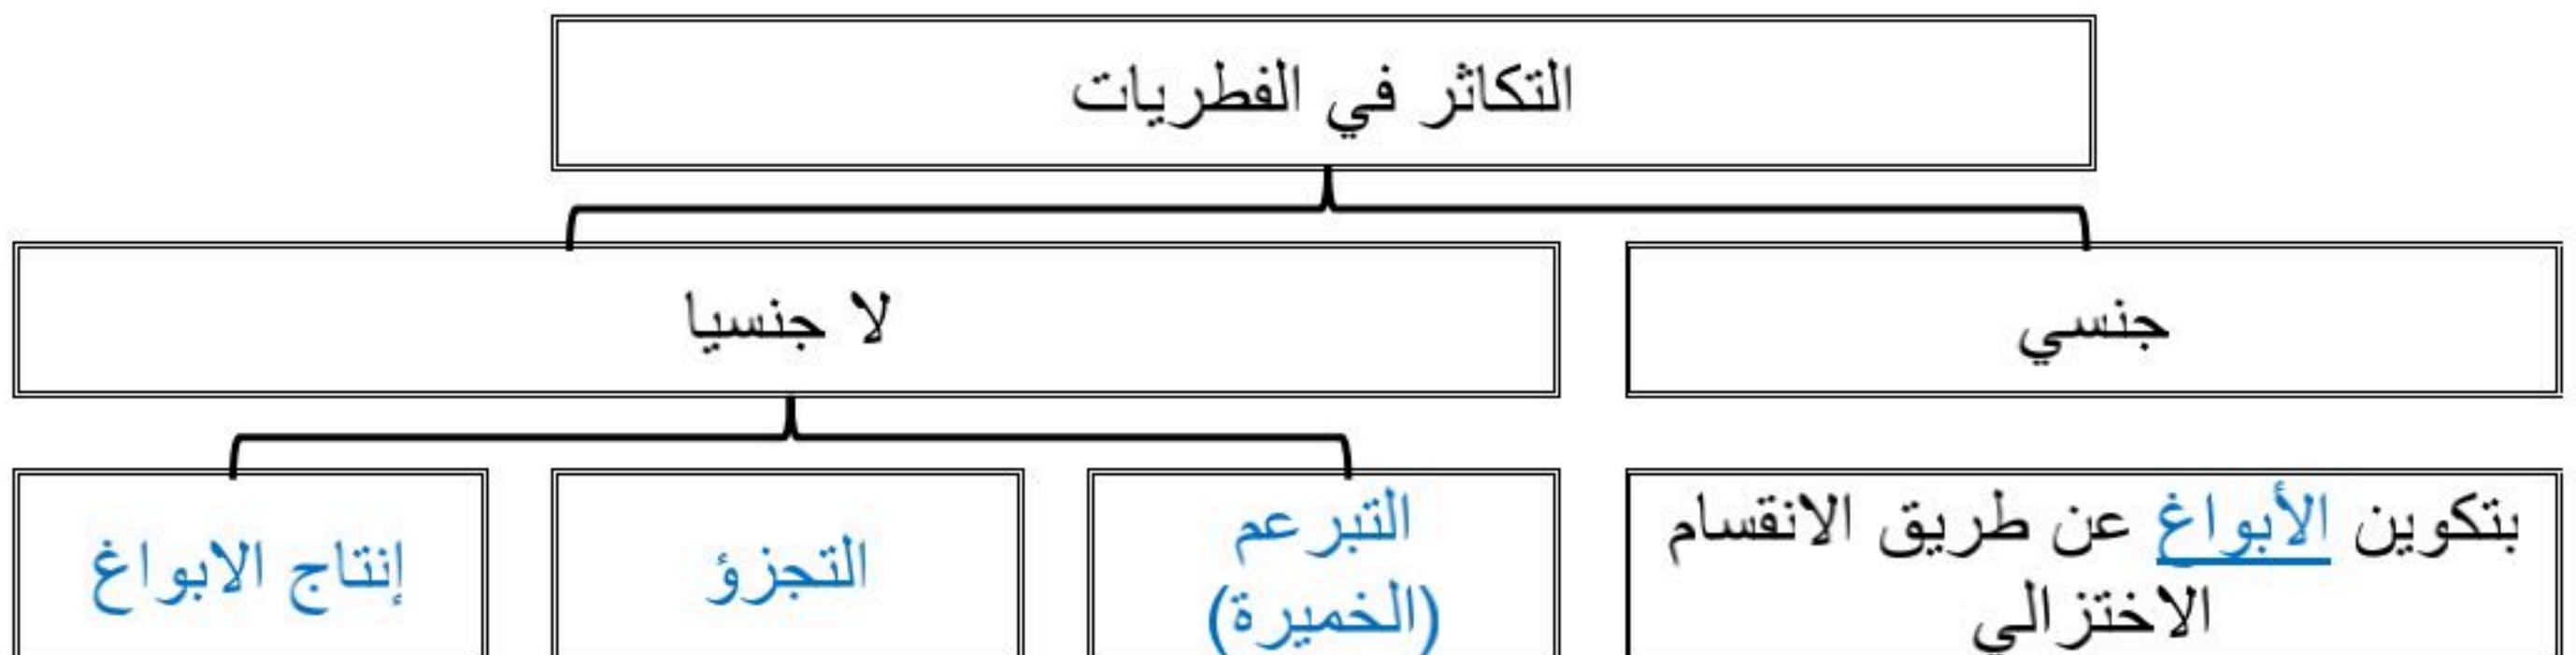 التكاثر في الفطريات
جنسي
لا جنسيا
بتكوين الأبواغ عن طريق الانقسام
الاختزالي
التبرعم
(الخميرة)
التجزؤ
إنتاج الابواغ